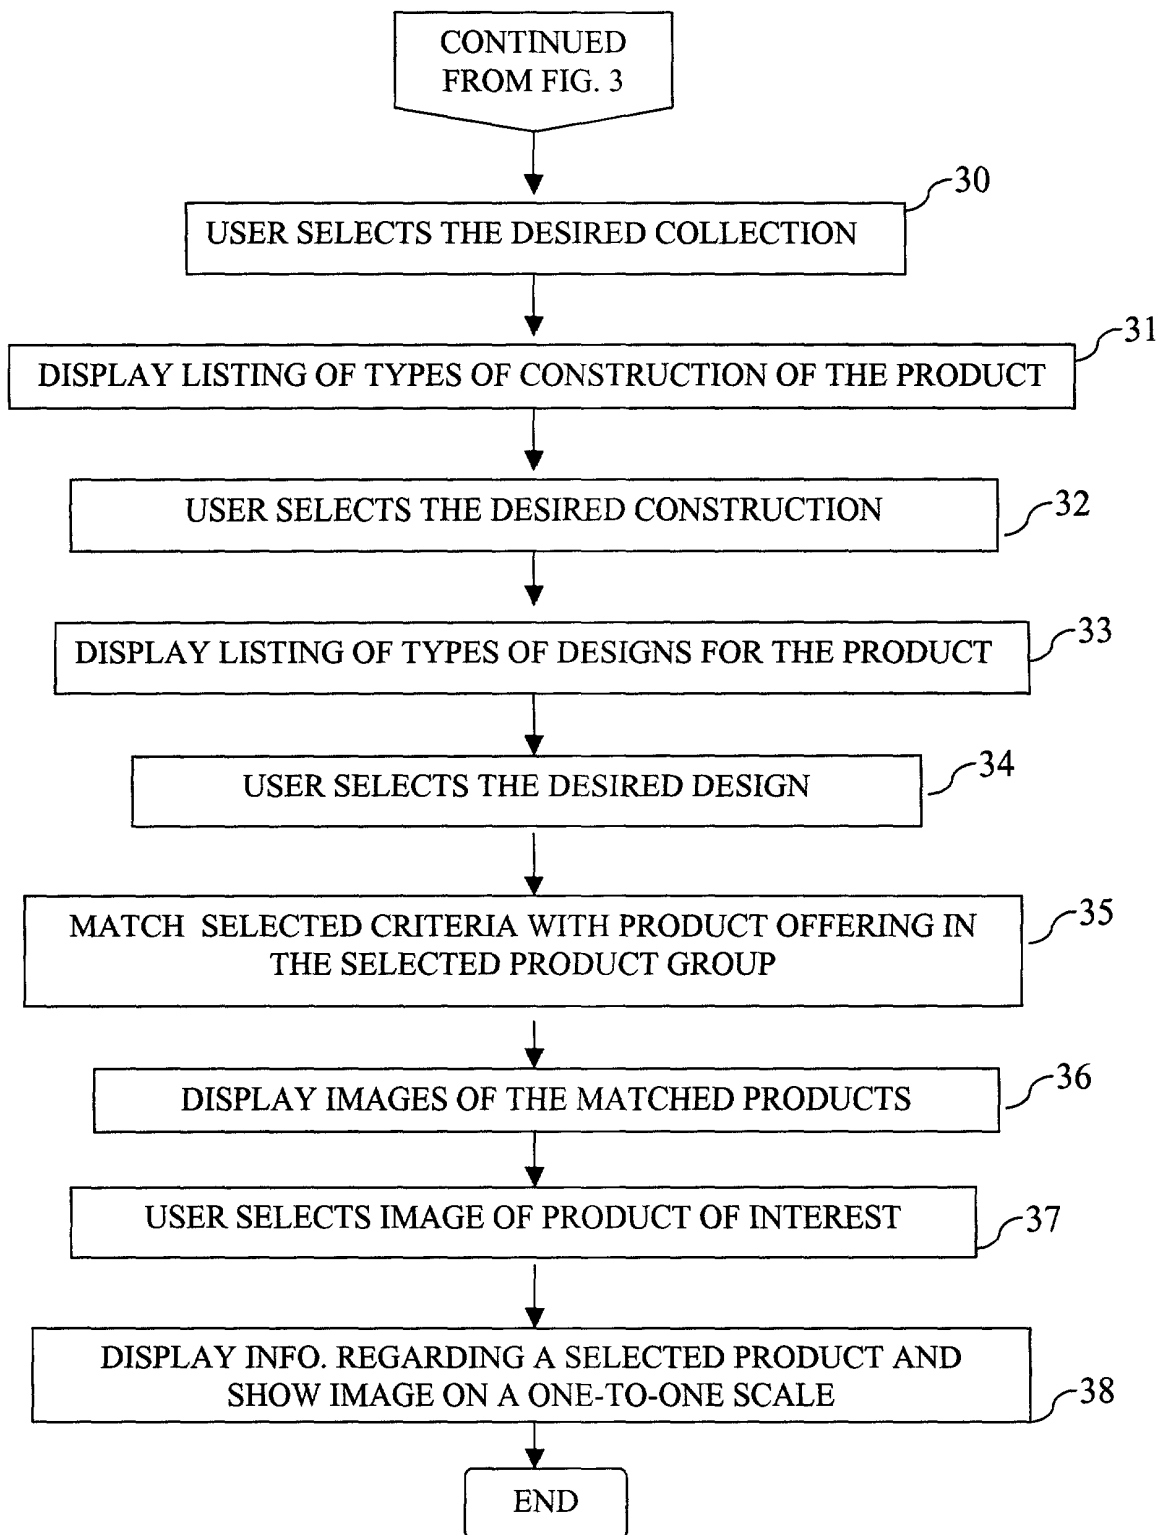 CONTINUED
FROM FIG. 3
30
USER SELECTS THE DESIRED COLLECTION
31
DISPLAY LISTING OF TYPES OF CONSTRUCTION OF THE PRODUCT
USER SELECTS THE DESIRED CONSTRUCTION
32
DISPLAY LISTING OF TYPES OF DESIGNS FOR THE PRODUCT
33
USER SELECTS THE DESIRED DESIGN
34
MATCH SELECTED CRITERIA WITH PRODUCT OFFERING IN
THE SELECTED PRODUCT GROUP
35
DISPLAY IMAGES OF THE MATCHED PRODUCTS
36
USER SELECTS IMAGE OF PRODUCT OF INTEREST
37
DISPLAY INFO. REGARDING A SELECTED PRODUCT AND
SHOW IMAGE ON A ONE-TO-ONE SCALE
38
END